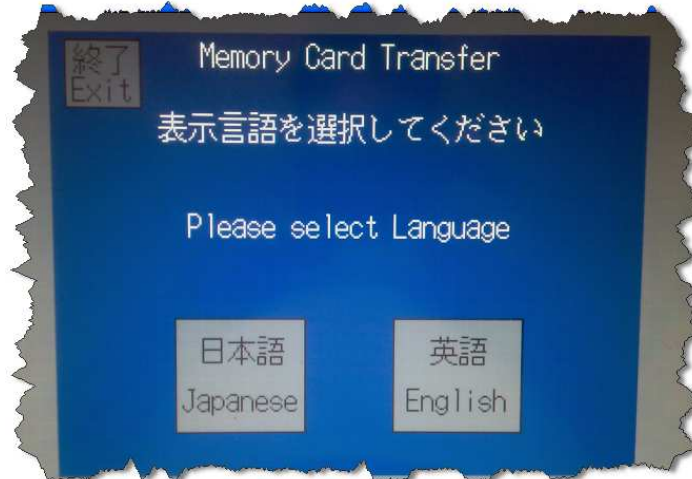 終了
Exit
Memory Card Transfer
表示言語を選択してください
Please select Language
日本語
Japanese
英語
English